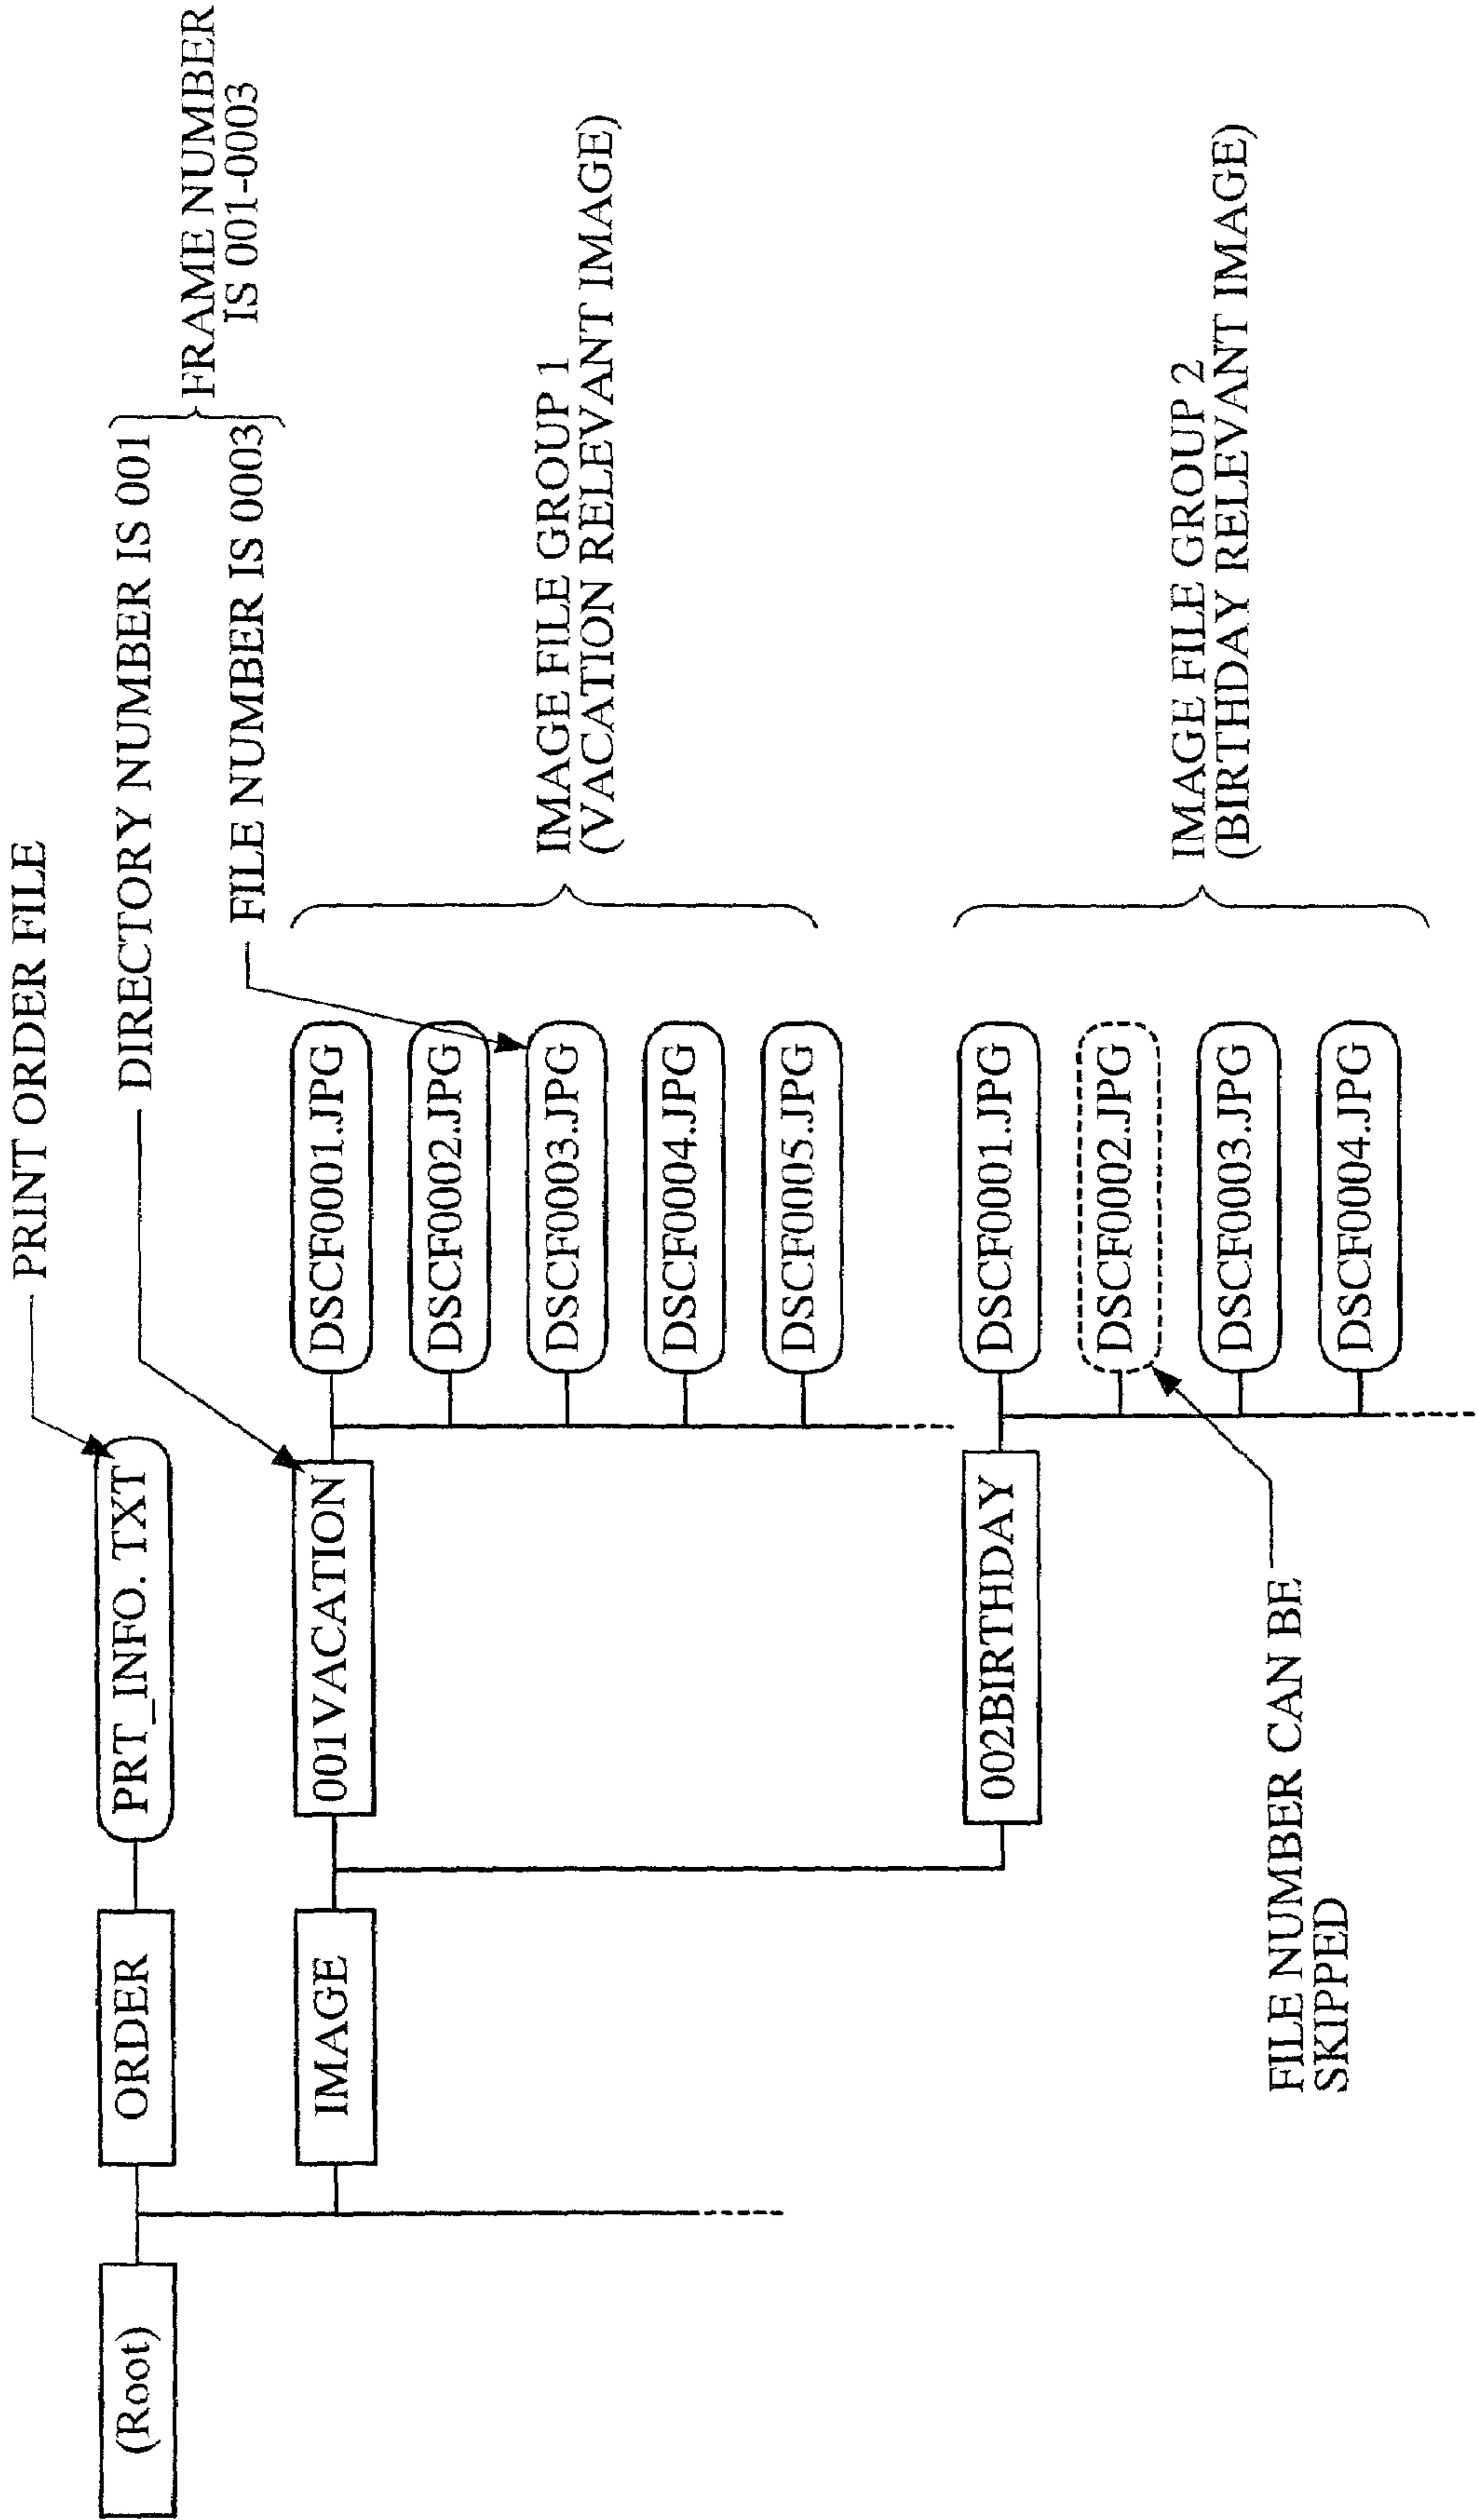 PRINT ORDER FILE
DIRECTORY NUMBER IS 001
FILE NUMBER IS 0003
FRAME NUMBER
IS 001-0003
(Root)
ORDER
PRT_INFO. TXT
IMAGE
001VACATION
DSCF0001.JPG
DSCF0002.JPG
DSCF0003.JPG
DSCF0004.JPG
DSCF0005.JPG
IMAGE FILE GROUP 1
(VACATION RELEVANT IMAGE)
002BIRTHDAY
DSCF0001.JPG
DSCF0002.JPG
DSCF0003.JPG
DSCF0004.JPG
IMAGE FILE GROUP 2
(BIRTHDAY RELEVANT IMAGE)
FILE NUMBER CAN BE
SKIPPED